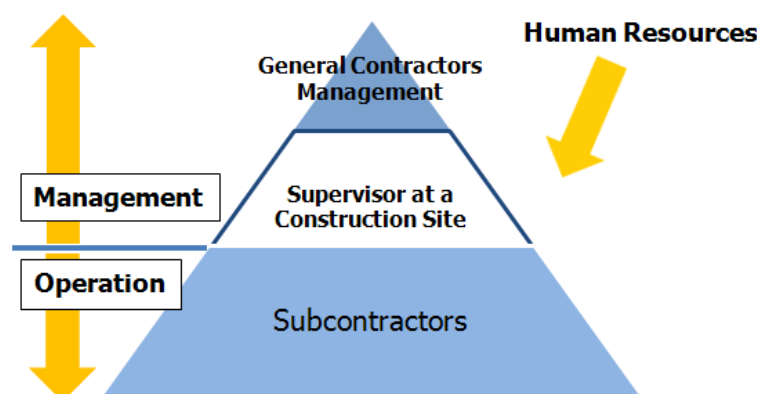 Human Resources
General Contractors
Management
Management
Supervisor at a
Construction Site
Operation
Subcontractors